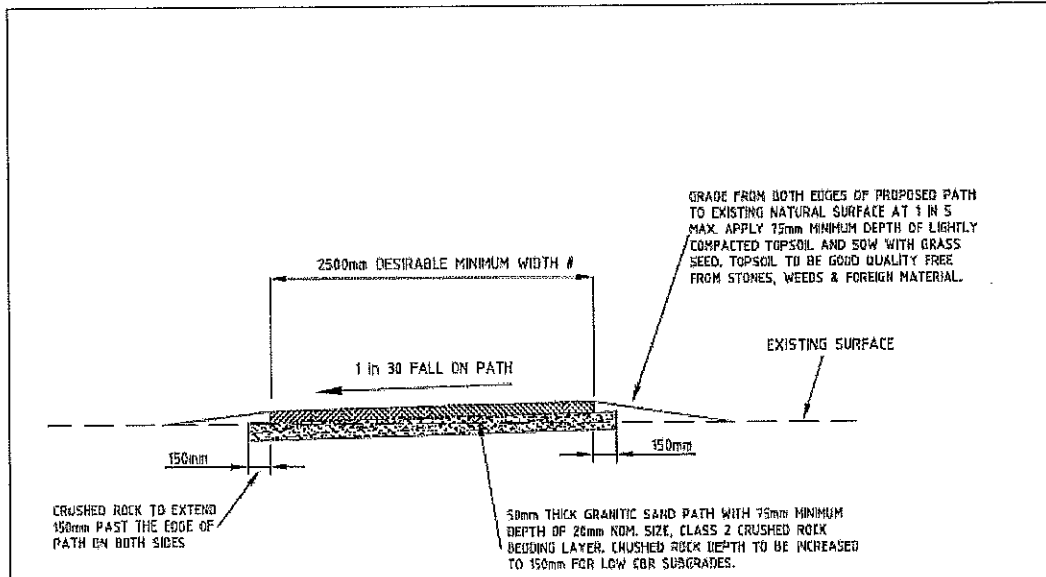 GRADE FROM BOTH EDGES OF PROPOSED PATH
TO EXISTING NATURAL SURFACE AT 1 IN 5
MAX. APPLY 75mm MINIMUM DEPTH OF LIGHTLY
COMPACTED TOPSOIL AND SOW WITH GRASS
SEED. TOPSOIL TO BE GOOD QUALITY FREE
FROM STONES, WEEDS & FOREIGN MATERIAL.
2500mm DESIRABLE MINIMUM WIDTH #
EXISTING SURFACE
1 in 30 FALL ON PATH
150mm
150mm
CRUSHED ROCK TO EXTEND
150mm PAST THE EDGE OF
PATH ON BOTH SIDES
50mm THICK GRANITIC SAND PATH WITH 75mm MINIMUM
DEPTH OF 20mm NOM. SIZE, CLASS 2 CRUSHED ROCK
BEDDING LAYER. CRUSHED ROCK DEPTH TO BE INCREASED
TO 150mm FOR LOW CBR SUBGRADES.